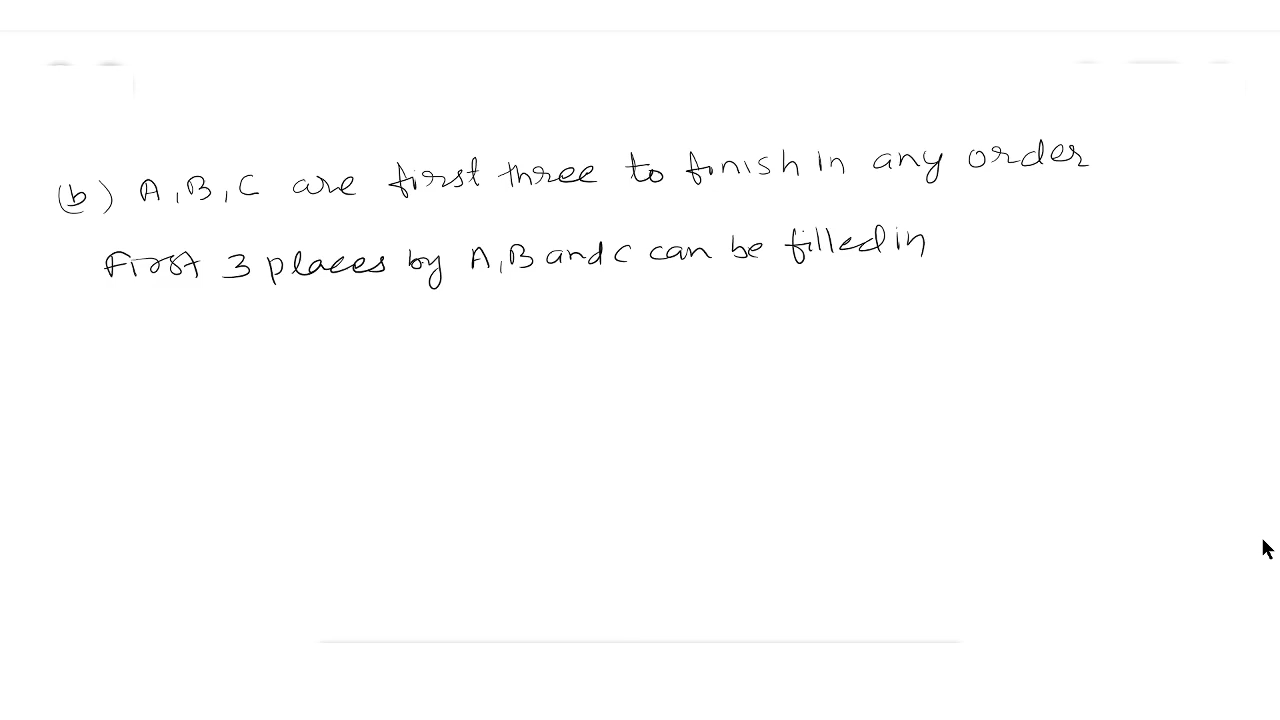 (b) A, B, C are first three to finish in any order
First 3 places by A, B and C can be filled in